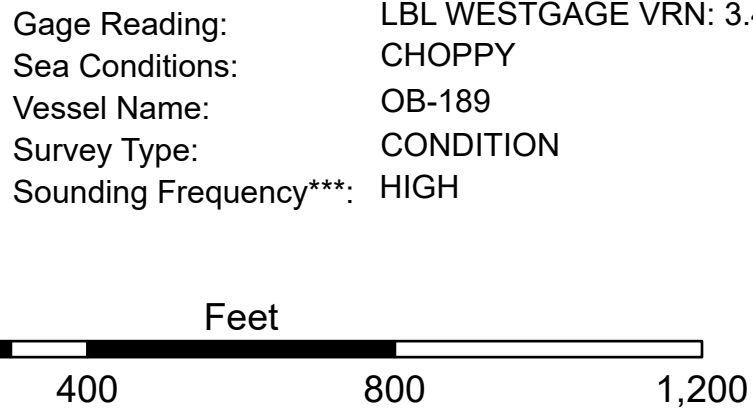 Gage Reading: LBL WESTGAGE VRN: 3.
Sea Conditions: CHOPPY
Vessel Name: OB-189
Survey Type: CONDITION
Sounding Frequency***: HIGH
Feet
400 800 1,200